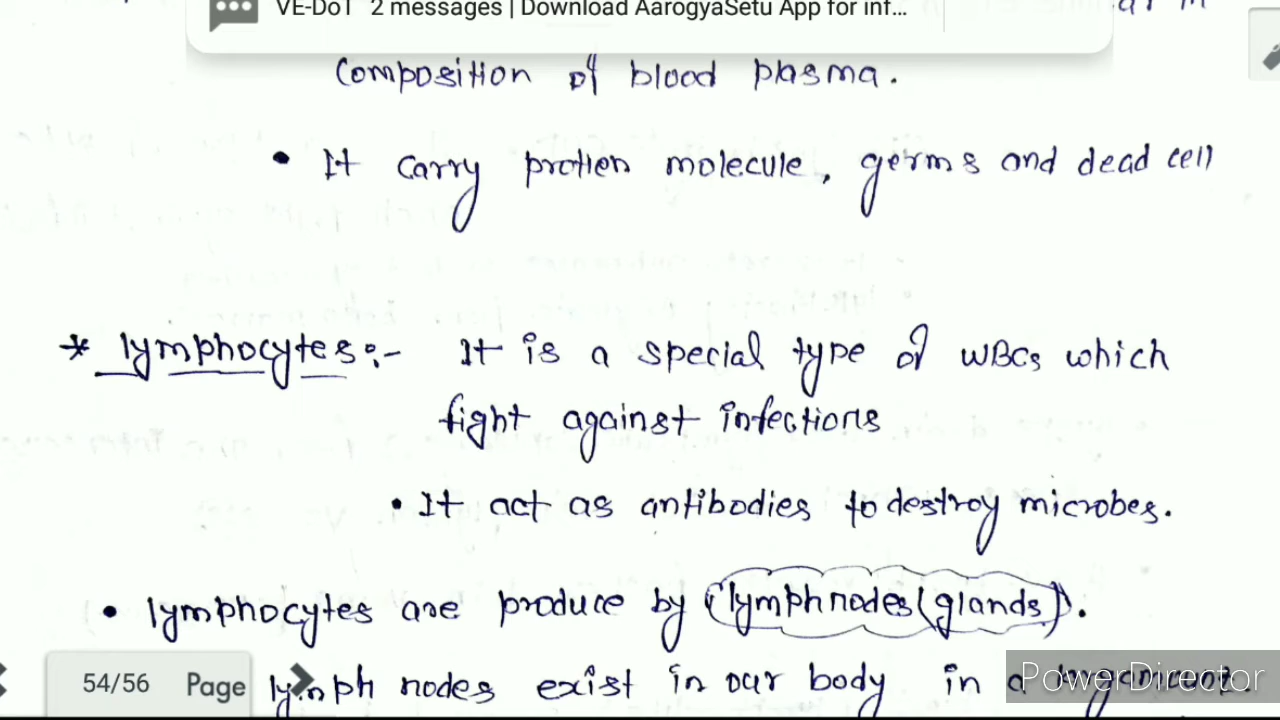 VE-DoT 2 messages | Download AarogyaSetu App for inf...
in
composition of blood plasma.
• It carry protien molecule, germs and dead cell
* lymphocytes:- It is a special type of WBCs which
fight against infections
• It act as antibodies to destroy microbes.
• lymphocytes are produce by (lymph nodes (glands)).
54/56 Page
lymph nodes exist in our body in a
PowerDirector